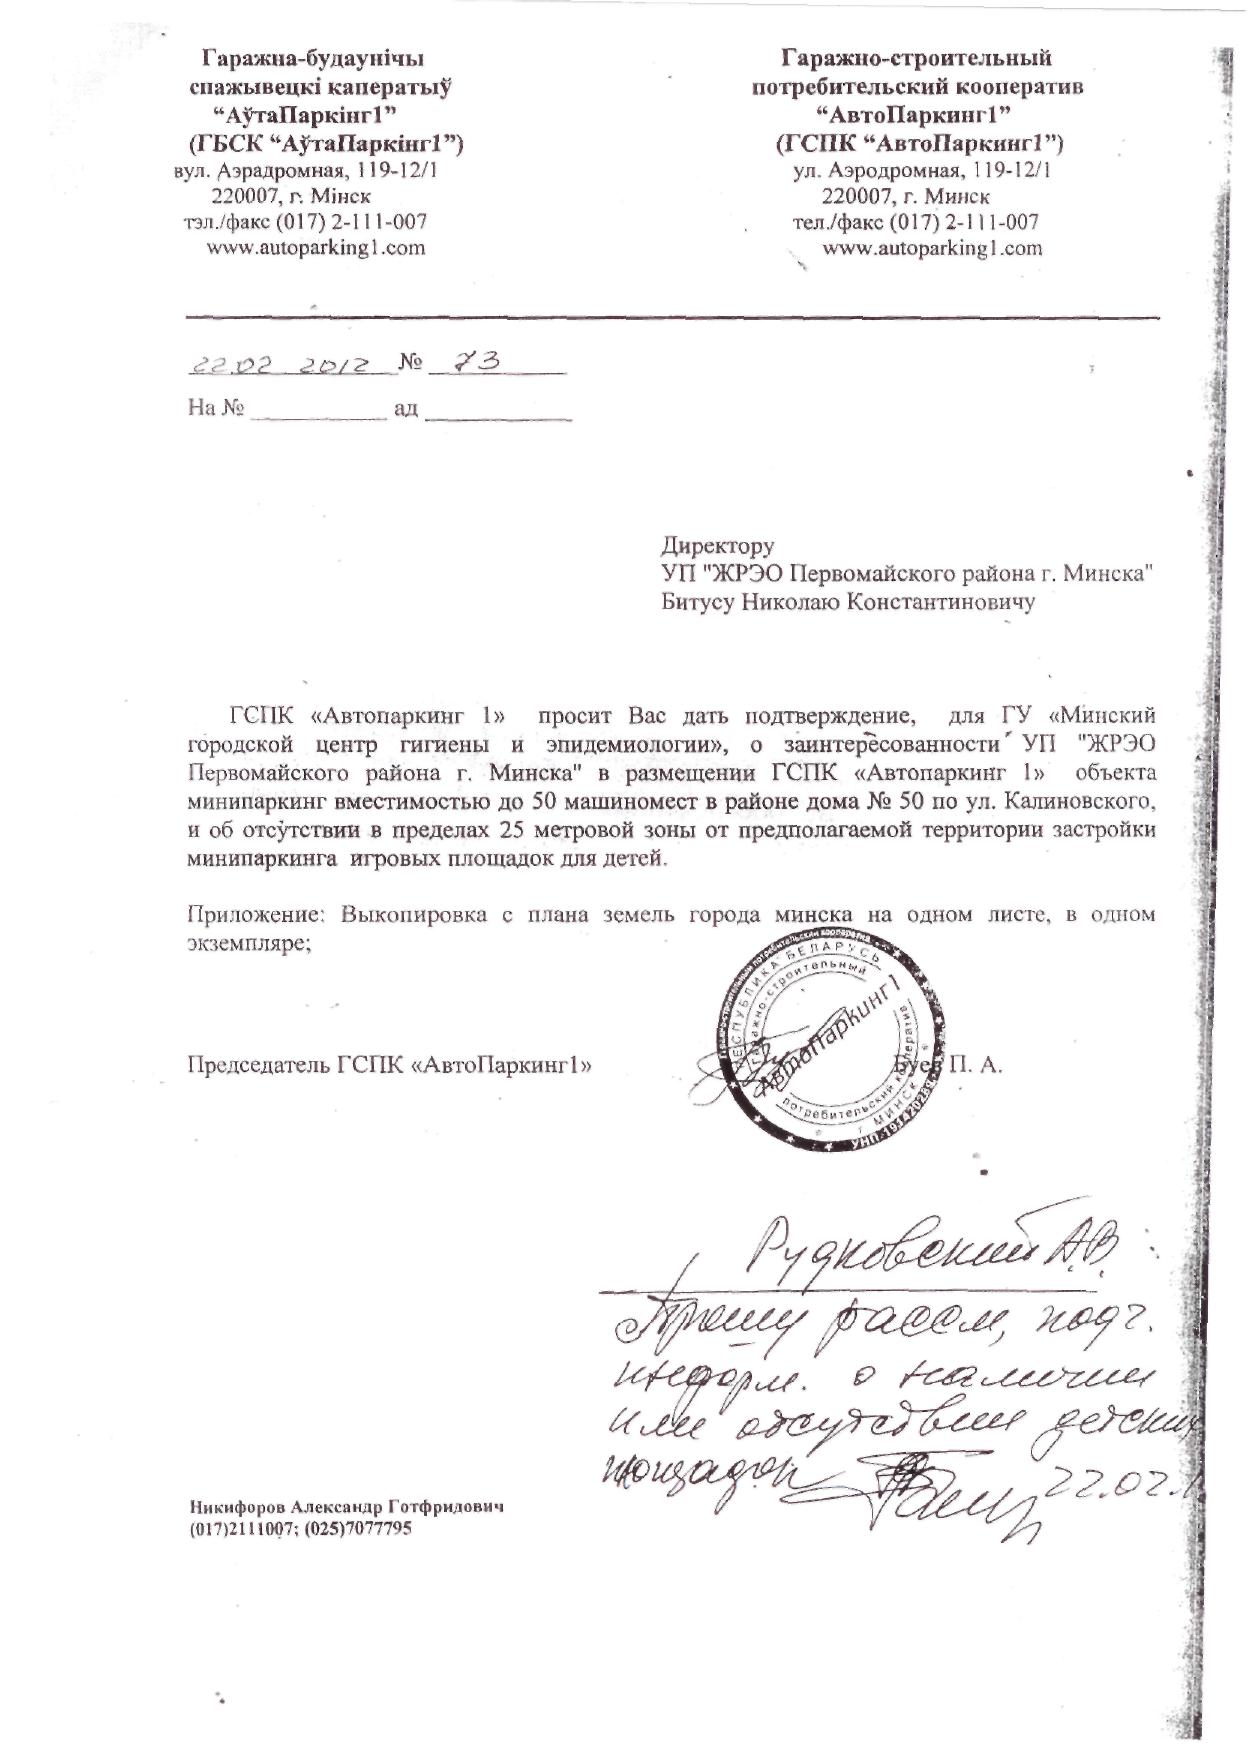 Гаражна-будаўнічы
спажывецкі каператыў
“АўтаПаркінг1”
(ГБСК “АўтаПаркінг1”)
вул. Аэрадромная, 119-12/1
220007, г. Мінск
тэл./факс (017) 2-111-007
www.autoparking1.com
Гаражно-строительный
потребительский кооператив
“АвтоПаркинг1”
(ГСПК “АвтоПаркинг1”)
ул. Аэродромная, 119-12/1
220007, г. Минск
тел./факс (017) 2-111-007
www.autoparking1.com
22.02 2012 № 73
На № ____________ ад ____________
Директору
УП "ЖРЭО Первомайского района г. Минска"
Битусу Николаю Константиновичу
ГСПК «Автопаркинг 1» просит Вас дать подтверждение, для ГУ «Минский
городской центр гигиены и эпидемиологии», о заинтересованности УП "ЖРЭО
Первомайского района г. Минска" в размещении ГСПК «Автопаркинг 1» объекта
минипаркинг вместимостью до 50 машиномест в районе дома № 50 по ул. Калиновского,
и об отсутствии в пределах 25 метровой зоны от предполагаемой территории застройки
минипаркинга игровых площадок для детей.
Приложение: Выкопировка с плана земель города минска на одном листе, в одном
экземпляре;
Председатель ГСПК «АвтоПаркинг1» Буев П. А.
РЕСПУБЛИКА БЕЛАРУСЬ
Гаражно-строительный
АвтоПаркинг1
потребительский кооператив
г. МИНСК
Рудковский А.В.
Прошу рассм, подг.
информ. о наличии
или отсутствии детских
площадок 22.02.1
Никифоров Александр Готфридович
(017)2111007; (025)7077795